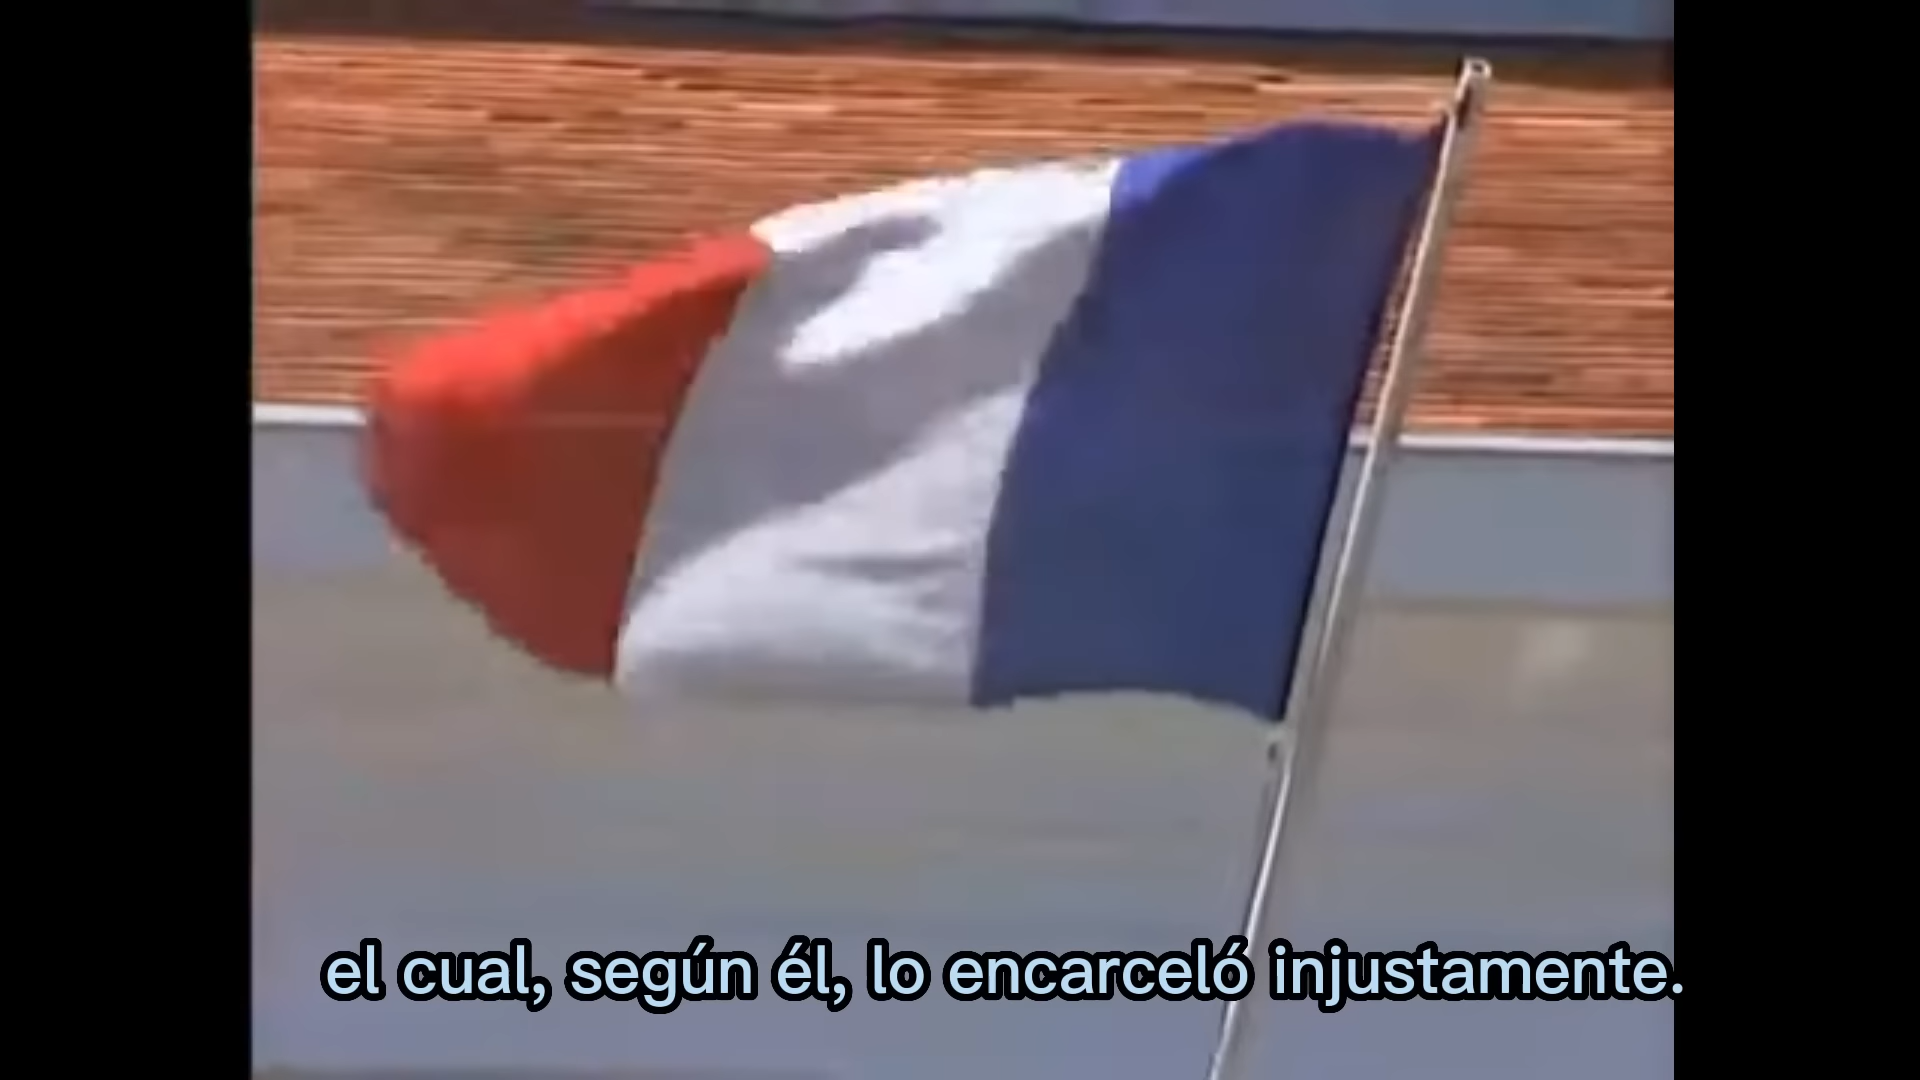 el cual, según él, lo encarceló injustamente.